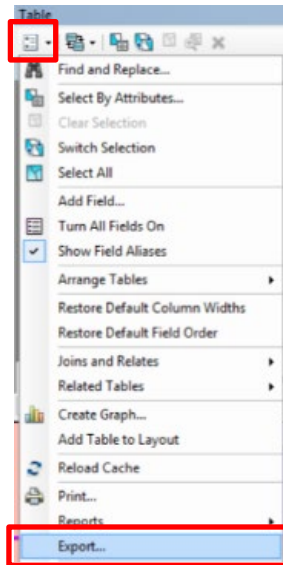 Table
Find and Replace...
Select By Attributes...
Clear Selection
Switch Selection
Select All
Add Field...
Turn All Fields On
Show Field Aliases
Arrange Tables
Restore Default Column Widths
Restore Default Field Order
Joins and Relates
Related Tables
Create Graph...
Add Table to Layout
Reload Cache
Print...
Reports
Export...